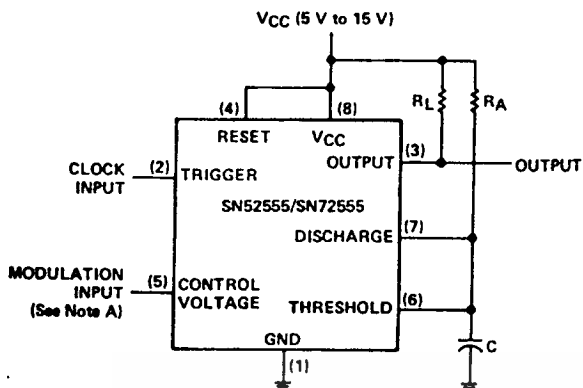 VCC (5 V to 15 V)
RL
RA
(4)
(8)
RESET
VCC
(3)
OUTPUT
OUTPUT
CLOCK
INPUT
(2)
TRIGGER
SN52555/SN72555
(7)
DISCHARGE
MODULATION
INPUT
(See Note A)
(5)
CONTROL
VOLTAGE
(6)
THRESHOLD
GND
(1)
C